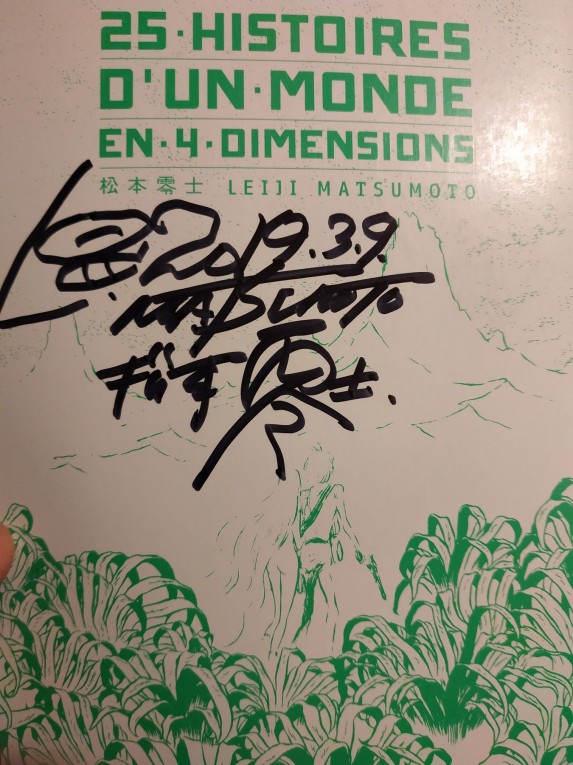 25·HISTOIRES
D'UN·MONDE
EN·4·DIMENSIONS
松本零士 LEIJI MATSUMOTO
2019.3.9.
MATSUMOTO
松本零士.